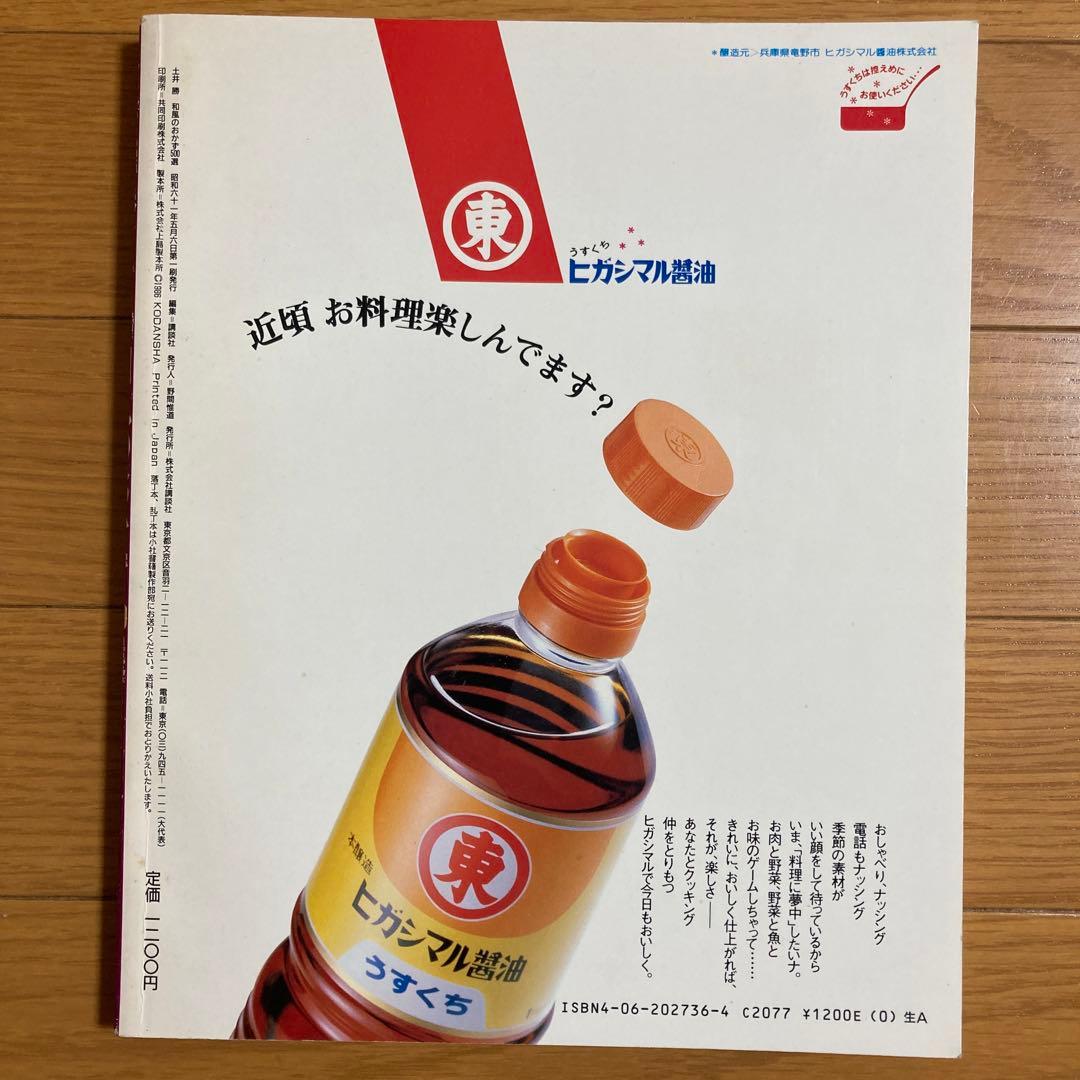 *醸造元>兵庫県竜野市 ヒガシマル醤油株式会社
うすくちは控えめに
お使いください…
東
うすくち
ヒガシマル醤油
近頃 お料理楽しんでます?
東
本醸造
ヒガシマル醤油
うすくち
おしゃべり、ナッシング
電話もナッシング
季節の素材が
いい顔をして待っているから
いま、「料理に夢中」したいナ。
お肉と野菜、野菜と魚と
お味のゲームしちゃって……
きれいに、おいしく仕上がれば、
それが、楽しさ——
あなたとクッキング
仲をとりもつ
ヒガシマルで今日もおいしく。
ISBN4-06-202736-4 C2077 ¥1200E (0) 生A
土井 勝 和風のおかず500選 昭和六十一年五月六日第一刷発行 編集=講談社 発行人=野間惟道 発行所=株式会社講談社 東京都文京区音羽二—一二—二一 〒一一二 電話=東京(〇三)九四五—一一一一(大代表)
印刷所=共同印刷株式会社 製本所=株式会社上島製本所 ©1986 KODANSHA Printed in Japan 落丁本、乱丁本は小社書籍製作部宛にお送りください。送料小社負担でおとりかえいたします。
定価 一二〇〇円